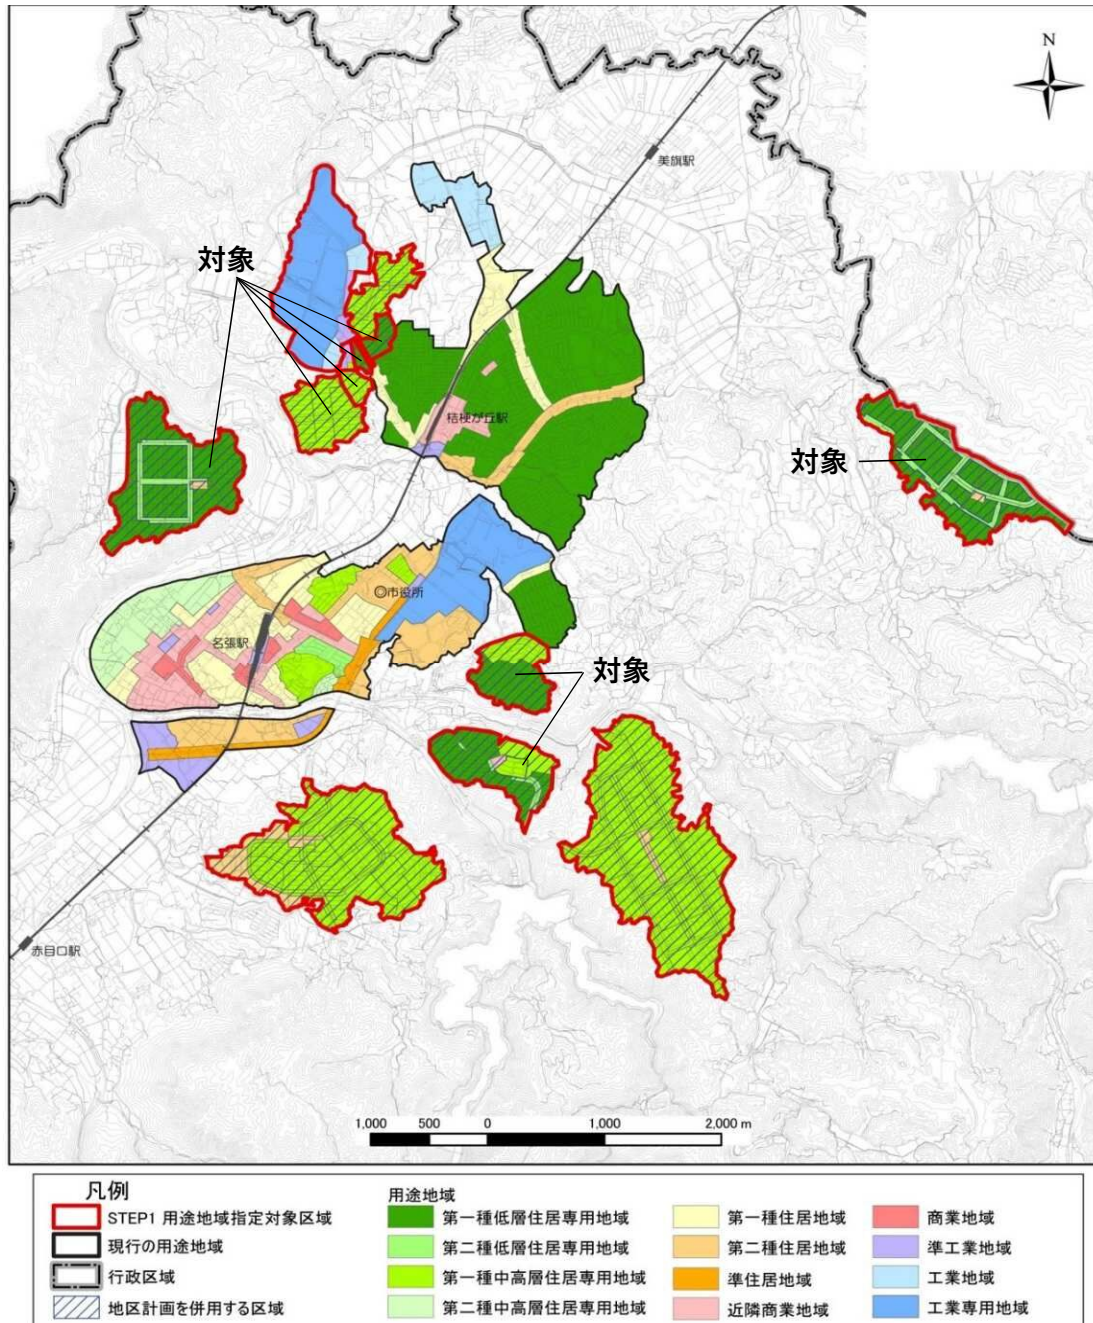 N
美旗駅
対象
桔梗が丘駅
対象
◎市役所
名張駅
対象
赤目口駅
1,000 500 0 1,000 2,000 m
凡例
STEP1 用途地域指定対象区域
現行の用途地域
行政区域
地区計画を併用する区域
用途地域
第一種低層住居専用地域
第二種低層住居専用地域
第一種中高層住居専用地域
第二種中高層住居専用地域
第一種住居地域
第二種住居地域
準住居地域
近隣商業地域
商業地域
準工業地域
工業地域
工業専用地域